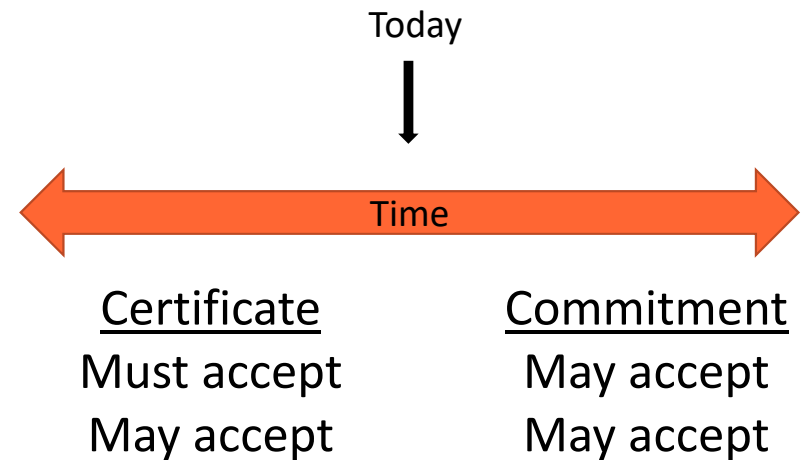 Today
Time
Certificate Commitment
Must accept May accept
May accept May accept